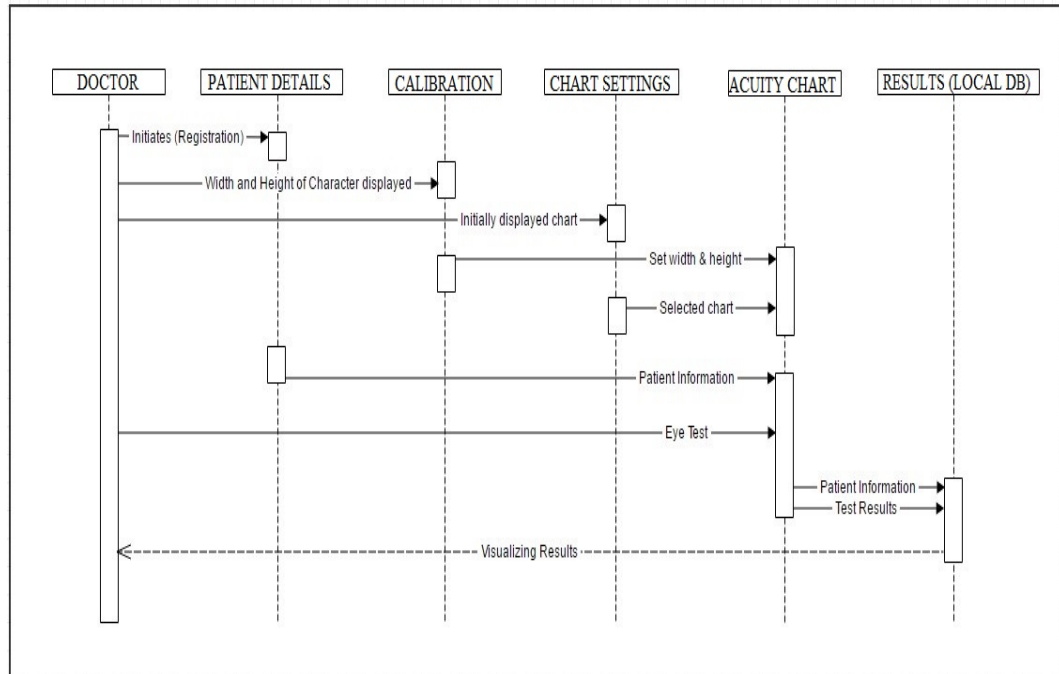 DOCTOR
PATIENT DETAILS
CALIBRATION
CHART SETTINGS
ACUITY CHART
RESULTS (LOCAL DB)
Initiates (Registration)
Width and Height of Character displayed
Initially displayed chart
Set width & height
Selected chart
Patient Information
Eye Test
Patient Information
Test Results
Visualizing Results